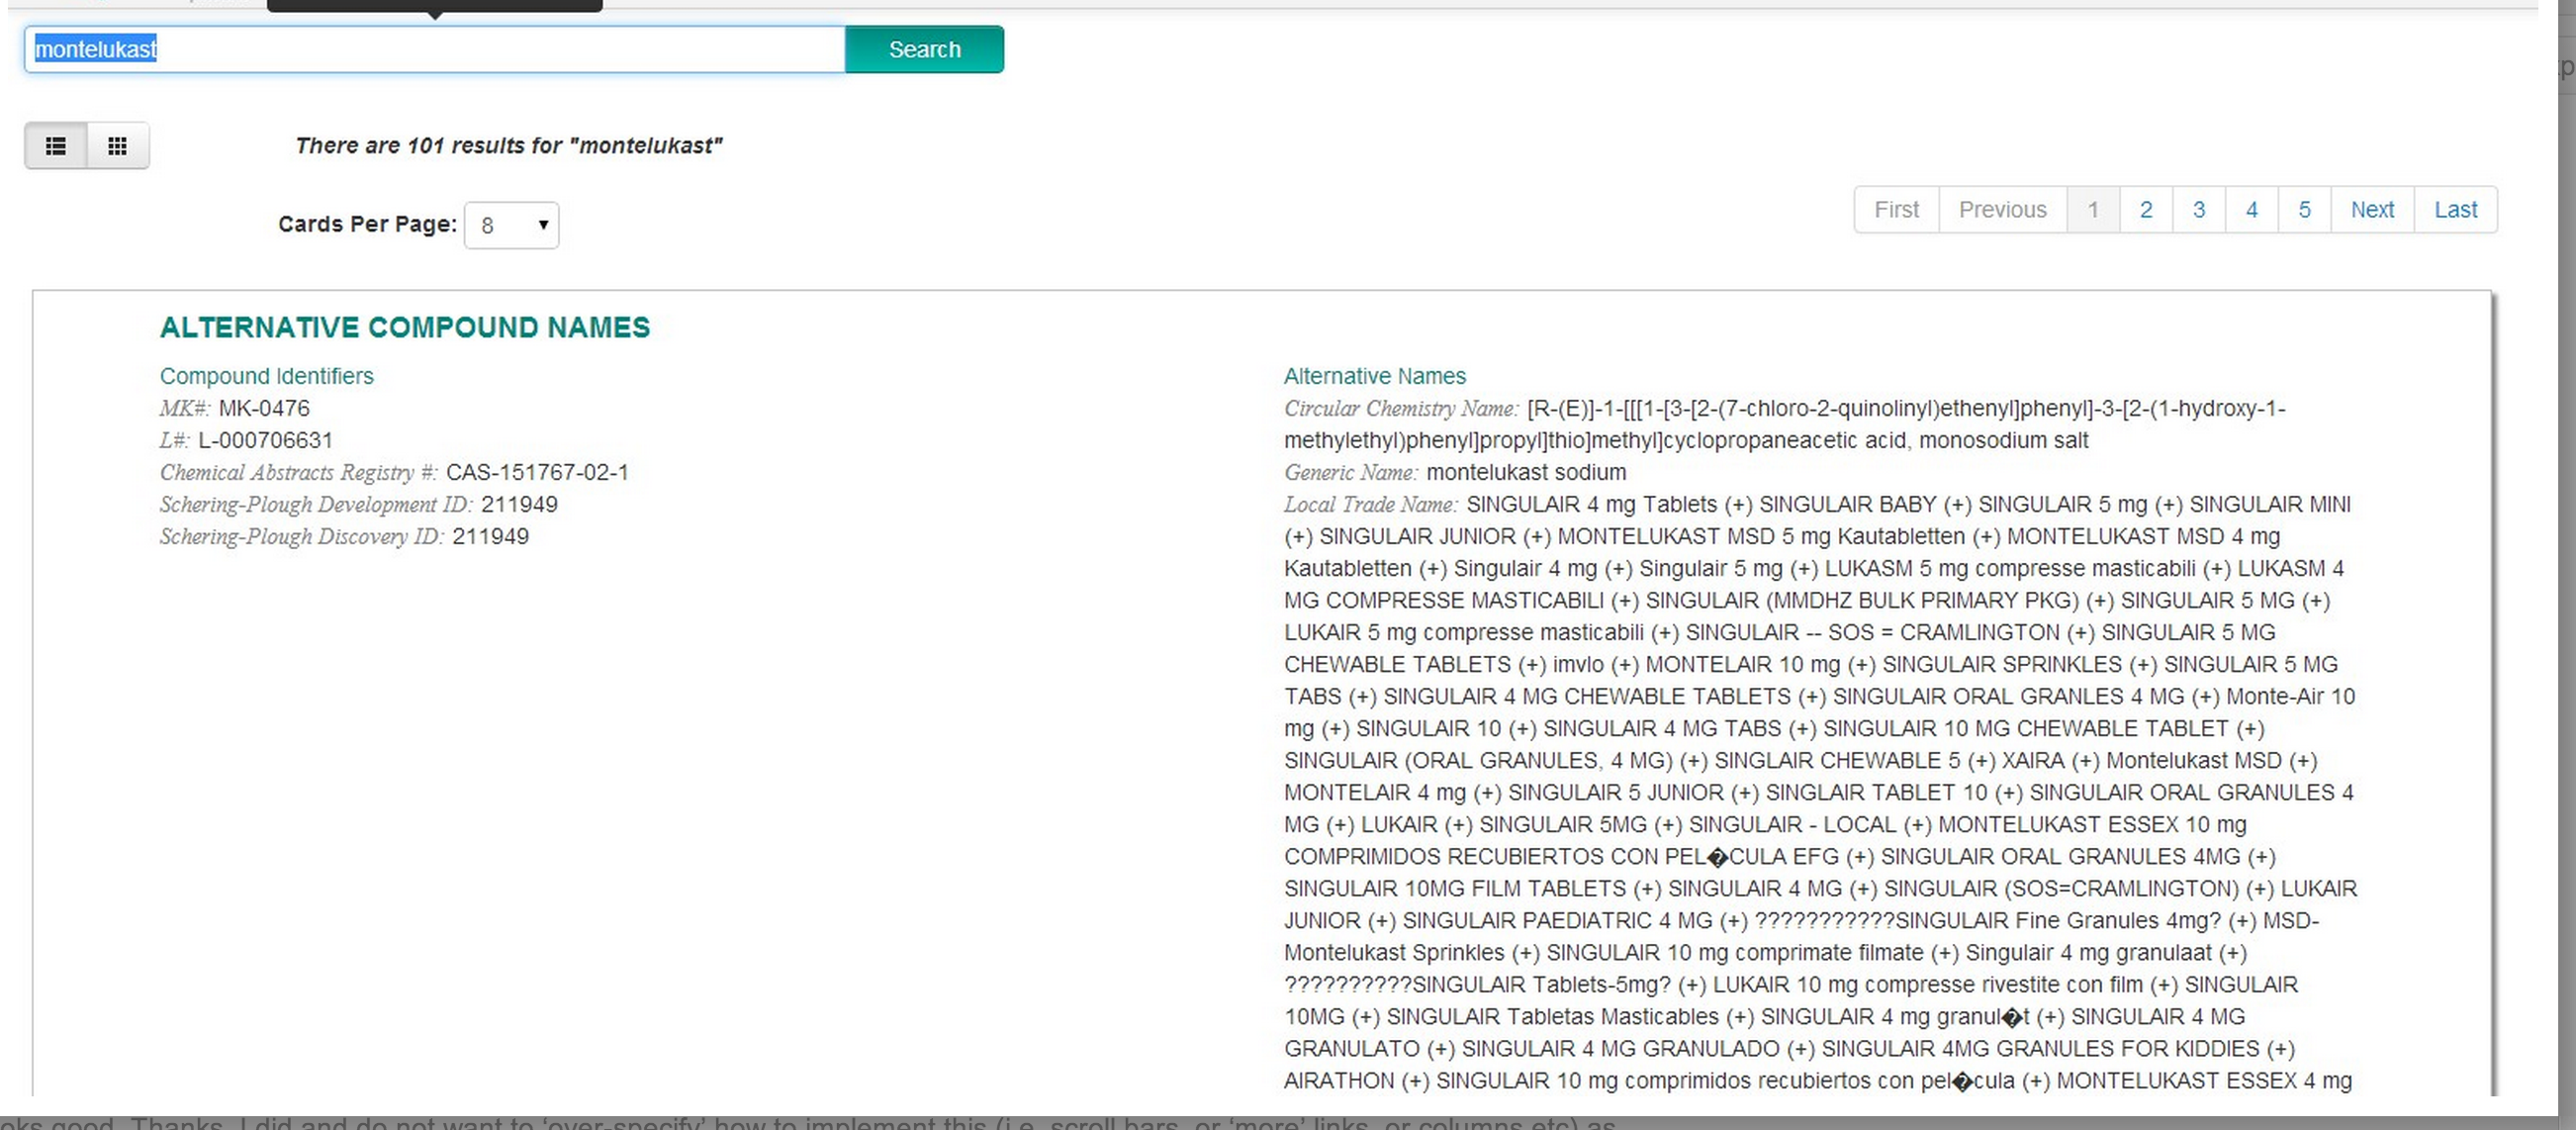 montelukast
Search
There are 101 results for "montelukast"
Cards Per Page: 8
First Previous 1 2 3 4 5 Next Last
ALTERNATIVE COMPOUND NAMES
Compound Identifiers
MK#: MK-0476
L#: L-000706631
Chemical Abstracts Registry #: CAS-151767-02-1
Schering-Plough Development ID: 211949
Schering-Plough Discovery ID: 211949
Alternative Names
Circular Chemistry Name: [R-(E)]-1-[[[1-[3-[2-(7-chloro-2-quinolinyl)ethenyl]phenyl]-3-[2-(1-hydroxy-1-
methylethyl)phenyl]propyl]thio]methyl]cyclopropaneacetic acid, monosodium salt
Generic Name: montelukast sodium
Local Trade Name: SINGULAIR 4 mg Tablets (+) SINGULAIR BABY (+) SINGULAIR 5 mg (+) SINGULAIR MINI
(+) SINGULAIR JUNIOR (+) MONTELUKAST MSD 5 mg Kautabletten (+) MONTELUKAST MSD 4 mg
Kautabletten (+) Singulair 4 mg (+) Singulair 5 mg (+) LUKASM 5 mg compresse masticabili (+) LUKASM 4
MG COMPRESSE MASTICABILI (+) SINGULAIR (MMDHZ BULK PRIMARY PKG) (+) SINGULAIR 5 MG (+)
LUKAIR 5 mg compresse masticabili (+) SINGULAIR -- SOS = CRAMLINGTON (+) SINGULAIR 5 MG
CHEWABLE TABLETS (+) imvlo (+) MONTELAIR 10 mg (+) SINGULAIR SPRINKLES (+) SINGULAIR 5 MG
TABS (+) SINGULAIR 4 MG CHEWABLE TABLETS (+) SINGULAIR ORAL GRANLES 4 MG (+) Monte-Air 10
mg (+) SINGULAIR 10 (+) SINGULAIR 4 MG TABS (+) SINGULAIR 10 MG CHEWABLE TABLET (+)
SINGULAIR (ORAL GRANULES, 4 MG) (+) SINGLAIR CHEWABLE 5 (+) XAIRA (+) Montelukast MSD (+)
MONTELAIR 4 mg (+) SINGULAIR 5 JUNIOR (+) SINGLAIR TABLET 10 (+) SINGULAIR ORAL GRANULES 4
MG (+) LUKAIR (+) SINGULAIR 5MG (+) SINGULAIR - LOCAL (+) MONTELUKAST ESSEX 10 mg
COMPRIMIDOS RECUBIERTOS CON PEL�CULA EFG (+) SINGULAIR ORAL GRANULES 4MG (+)
SINGULAIR 10MG FILM TABLETS (+) SINGULAIR 4 MG (+) SINGULAIR (SOS=CRAMLINGTON) (+) LUKAIR
JUNIOR (+) SINGULAIR PAEDIATRIC 4 MG (+) ???????????SINGULAIR Fine Granules 4mg? (+) MSD-
Montelukast Sprinkles (+) SINGULAIR 10 mg comprimate filmate (+) Singulair 4 mg granulaat (+)
??????????SINGULAIR Tablets-5mg? (+) LUKAIR 10 mg compresse rivestite con film (+) SINGULAIR
10MG (+) SINGULAIR Tabletas Masticables (+) SINGULAIR 4 mg granul�t (+) SINGULAIR 4 MG
GRANULATO (+) SINGULAIR 4 MG GRANULADO (+) SINGULAIR 4MG GRANULES FOR KIDDIES (+)
AIRATHON (+) SINGULAIR 10 mg comprimidos recubiertos con pel�cula (+) MONTELUKAST ESSEX 4 mg
good. Thanks. I did and do not want to 'over-specify' how to implement this (i.e. scroll bars, or 'more' links, or columns etc) as